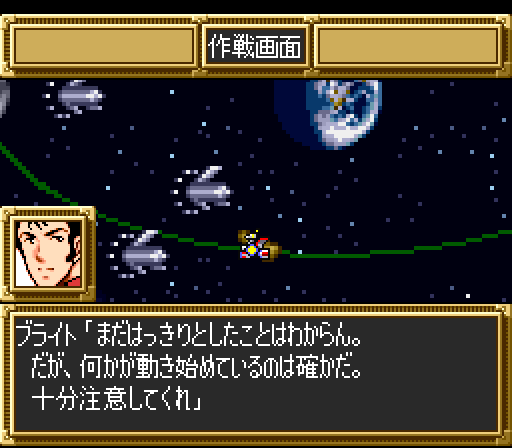 作戦画面
ブライト「まだはっきりとしたことはわからん。
だが、何かが動き始めているのは確かだ。
十分注意してくれ」